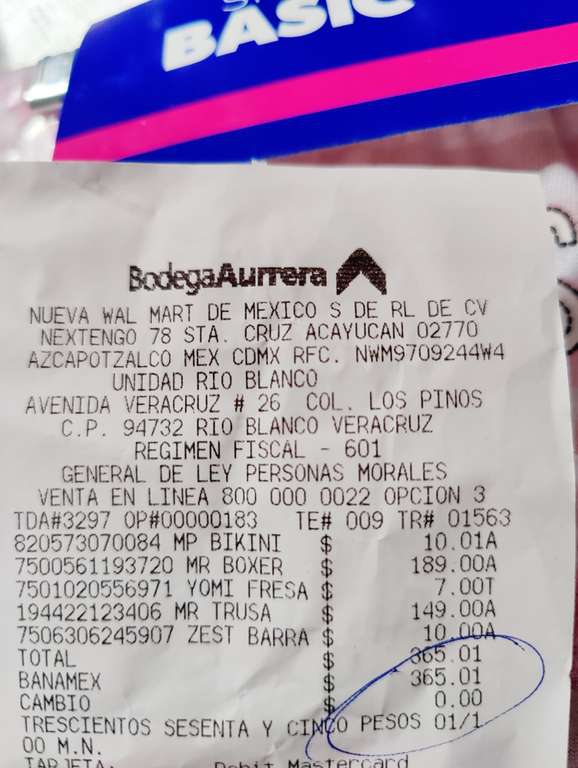 BASIC
BodegaAurrera
NUEVA WAL MART DE MEXICO S DE RL DE CV
NEXTENGO 78 STA. CRUZ ACAYUCAN 02770
AZCAPOTZALCO MEX CDMX RFC. NWM9709244W4
UNIDAD RIO BLANCO
AVENIDA VERACRUZ # 26 COL. LOS PINOS
C.P. 94732 RIO BLANCO VERACRUZ
REGIMEN FISCAL - 601
GENERAL DE LEY PERSONAS MORALES
VENTA EN LINEA 800 000 0022 OPCION 3
TDA#3297 OP#00000183 TE# 009 TR# 01563
820573070084 MP BIKINI $ 10.01A
7500561193720 MR BOXER $ 189.00A
7501020556971 YOMI FRESA $ 7.00T
194422123406 MR TRUSA $ 149.00A
7506306245907 ZEST BARRA $ 10.00A
TOTAL $ 365.01
BANAMEX $ 365.01
CAMBIO $ 0.00
TRESCIENTOS SESENTA Y CINCO PESOS 01/1
00 M.N.
TARJETA: Debit Mastercard